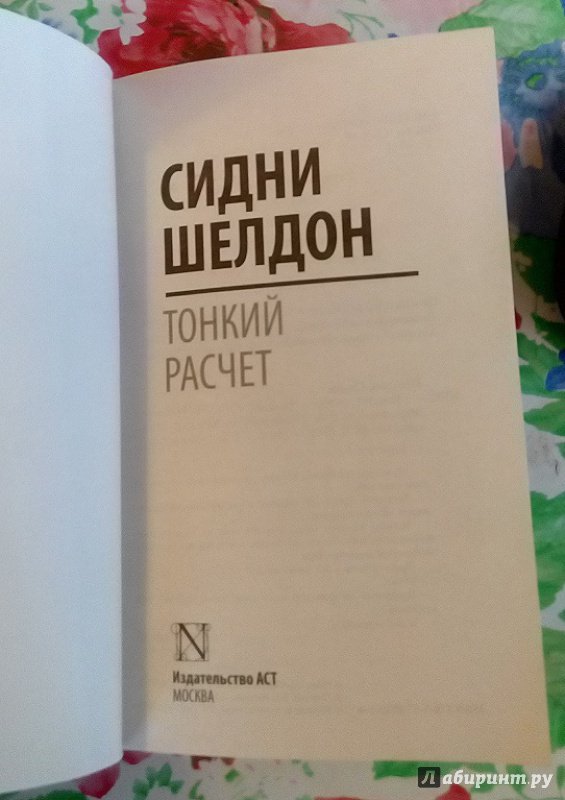 СИДНИ
ШЕЛДОН
ТОНКИЙ
РАСЧЕТ
N
Издательство АСТ
МОСКВА
Лабиринт.ру